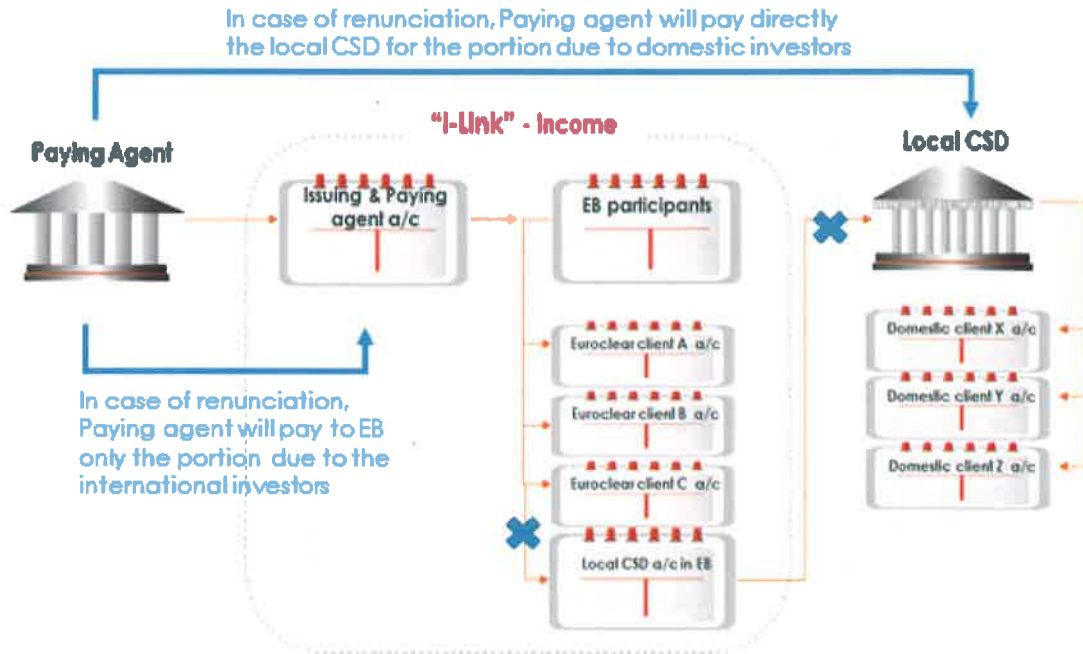 In case of renunciation, Paying agent will pay directly
the local CSD for the portion due to domestic investors
"I-Link" - Income
Paying Agent
Local CSD
Issuing & Paying
agent a/c
EB participants
Euroclear client A a/c
Euroclear client B a/c
Euroclear client C a/c
Local CSD a/c in EB
Domestic client X a/c
Domestic client Y a/c
Domestic client Z a/c
In case of renunciation,
Paying agent will pay to EB
only the portion due to the
international investors